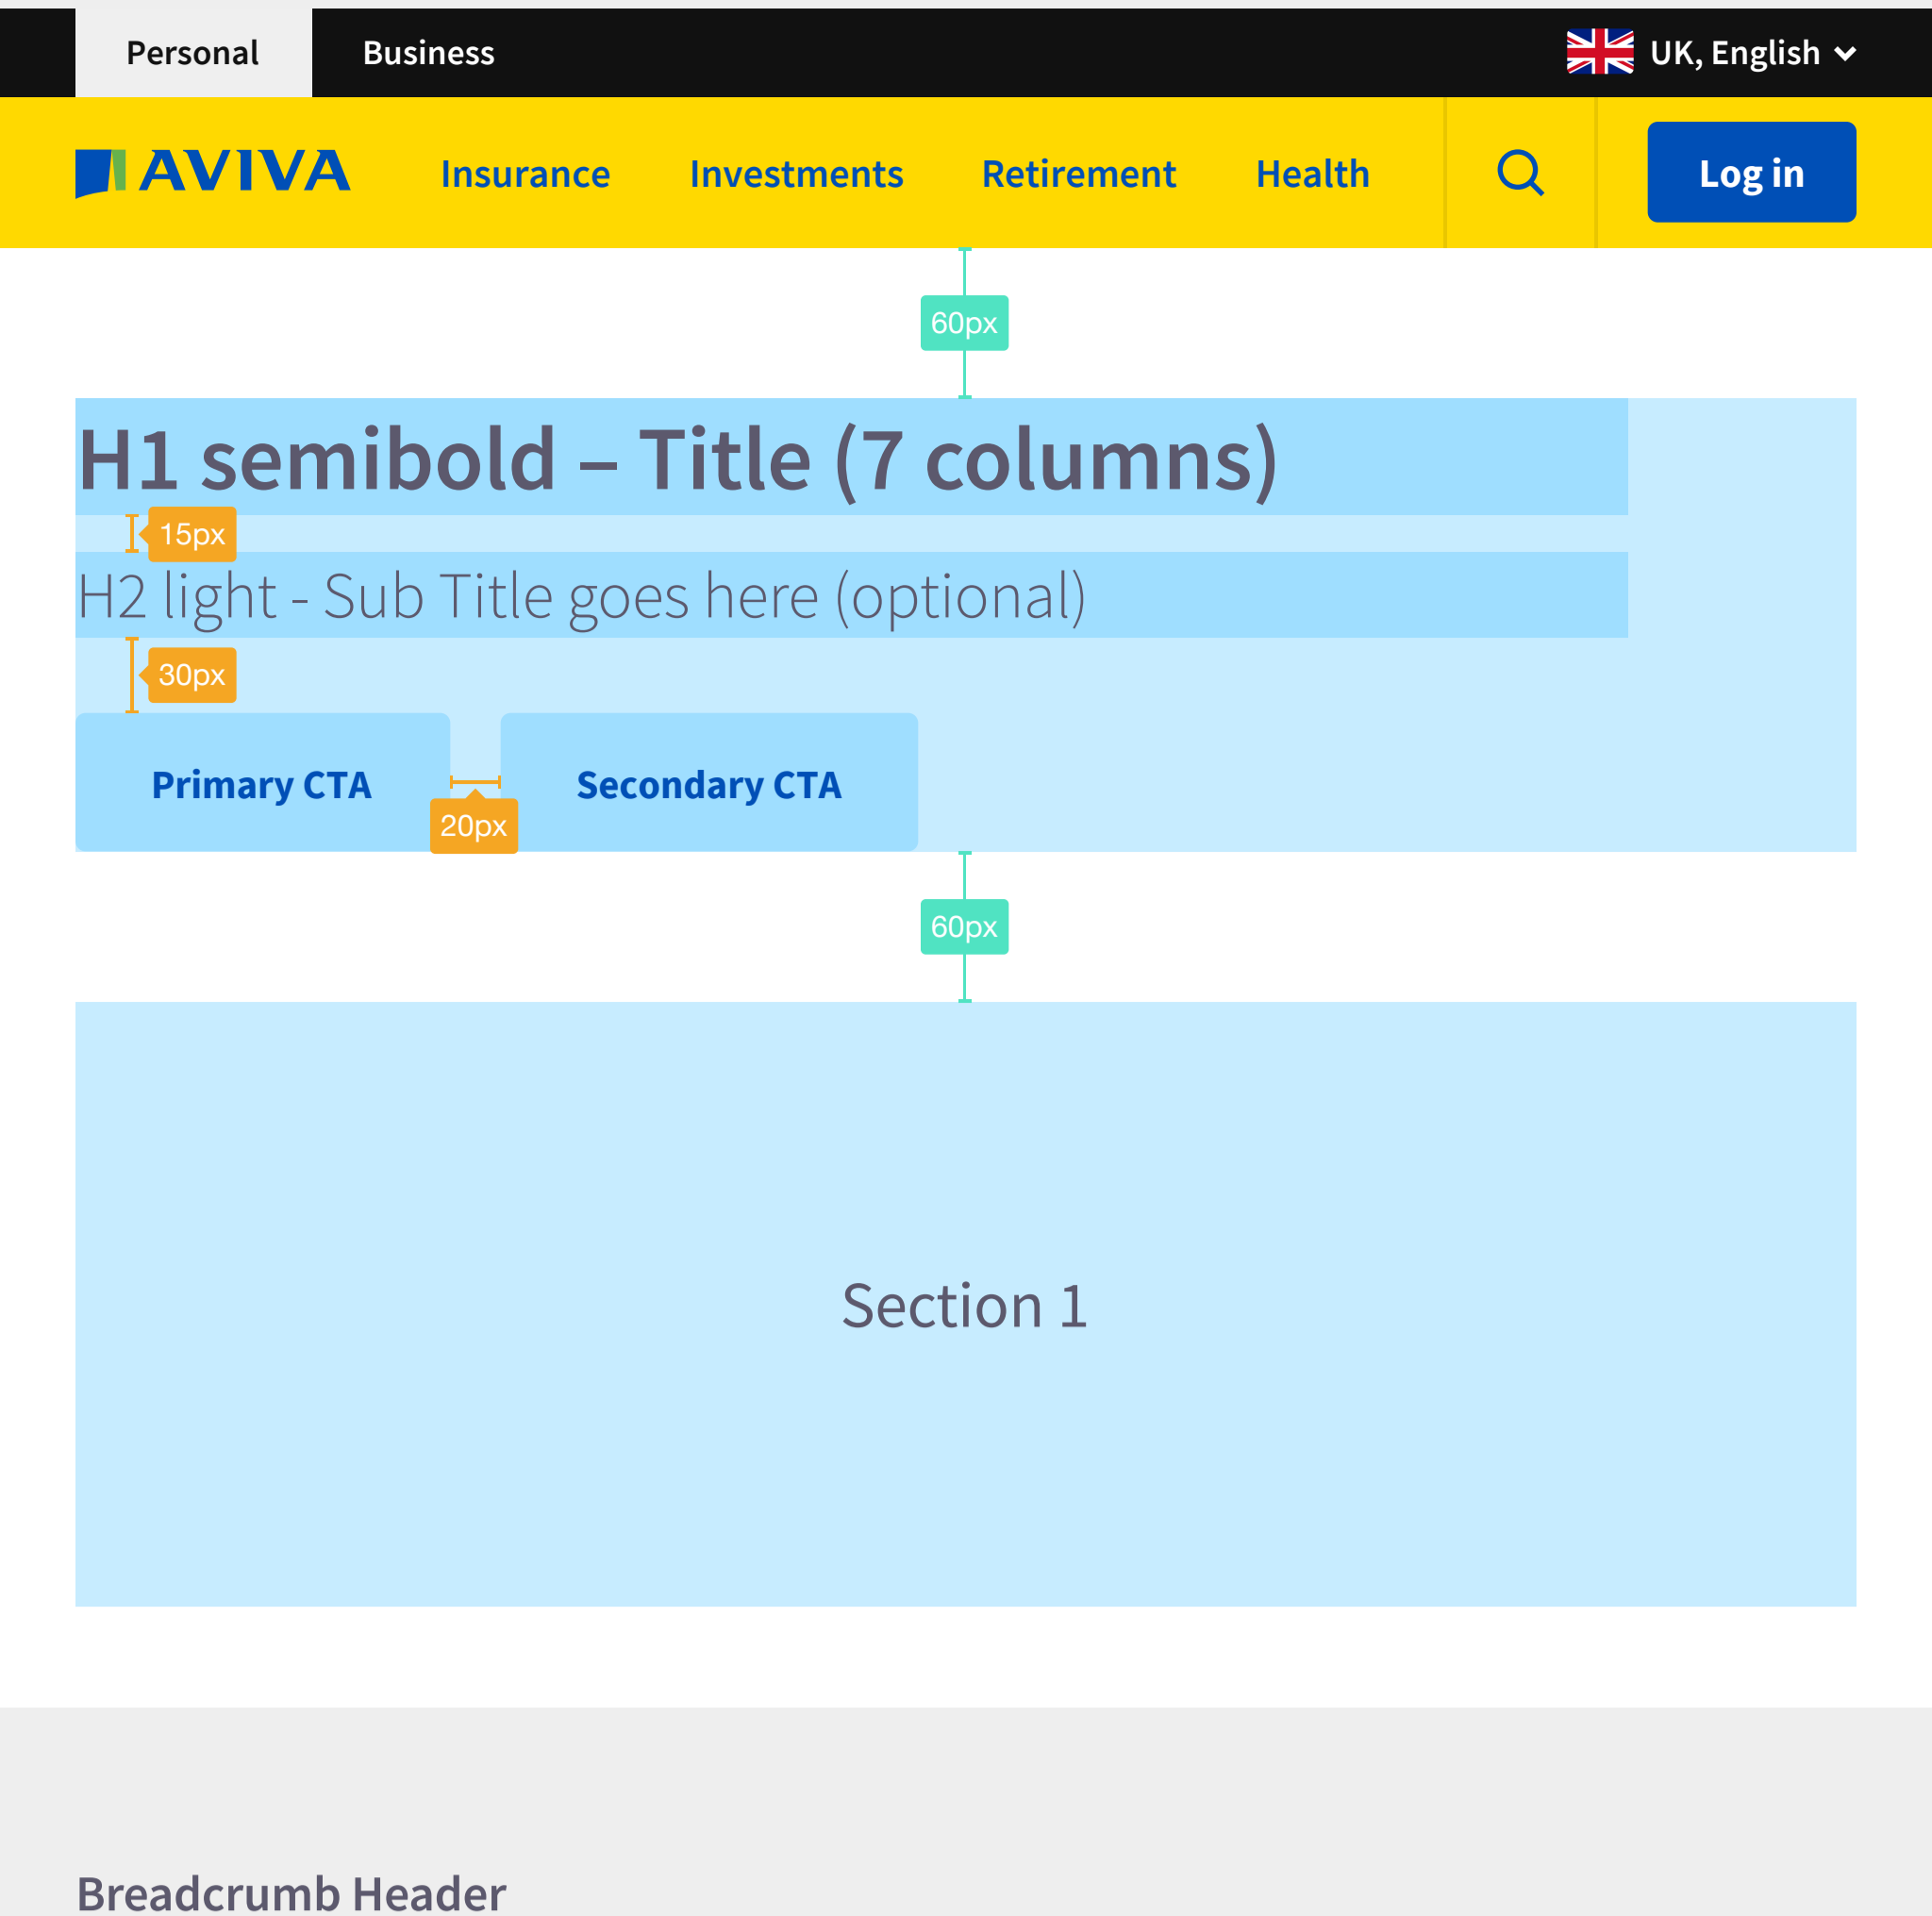 Personal Business UK, English
AVIVA Insurance Investments Retirement Health Log in
60px
H1 semibold – Title (7 columns)
15px
H2 light - Sub Title goes here (optional)
30px
Primary CTA Secondary CTA
20px
60px
Section 1
Breadcrumb Header